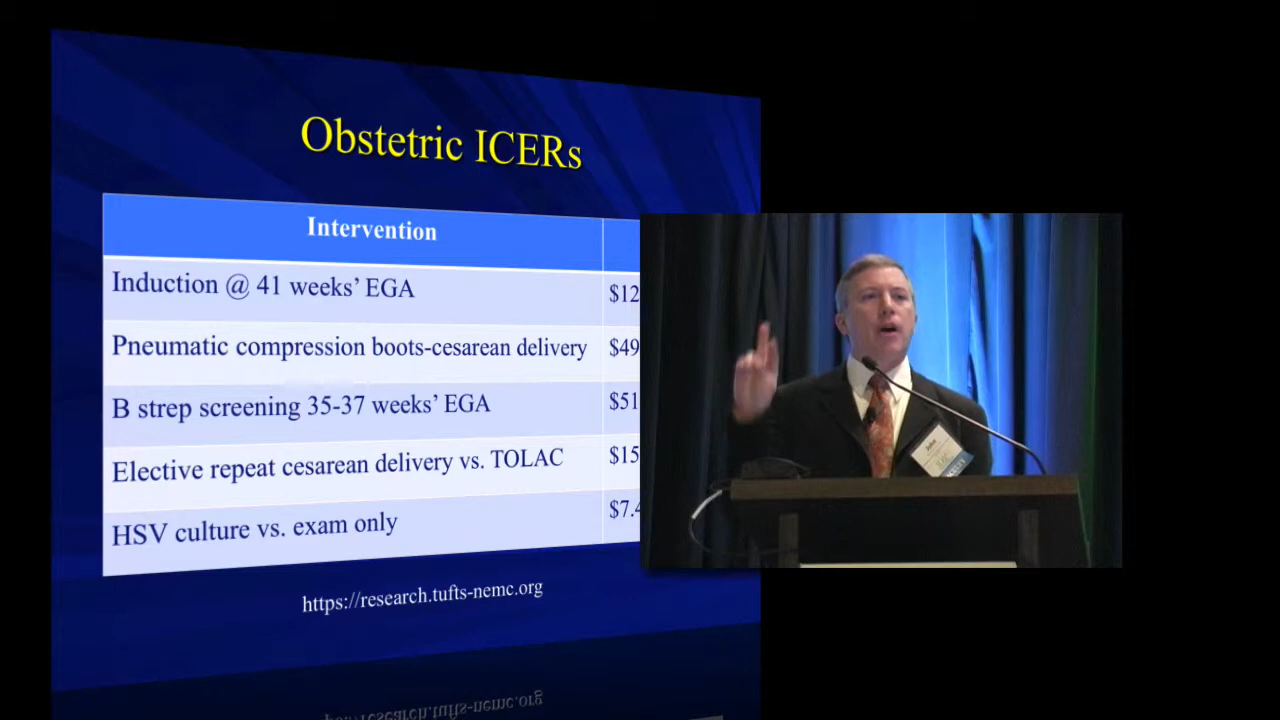 Obstetric ICERs
Intervention
Induction @ 41 weeks’ EGA $12
Pneumatic compression boots-cesarean delivery $49
B strep screening 35-37 weeks’ EGA $51
Elective repeat cesarean delivery vs. TOLAC $15
HSV culture vs. exam only $7.4
https://research.tufts-nemc.org
John